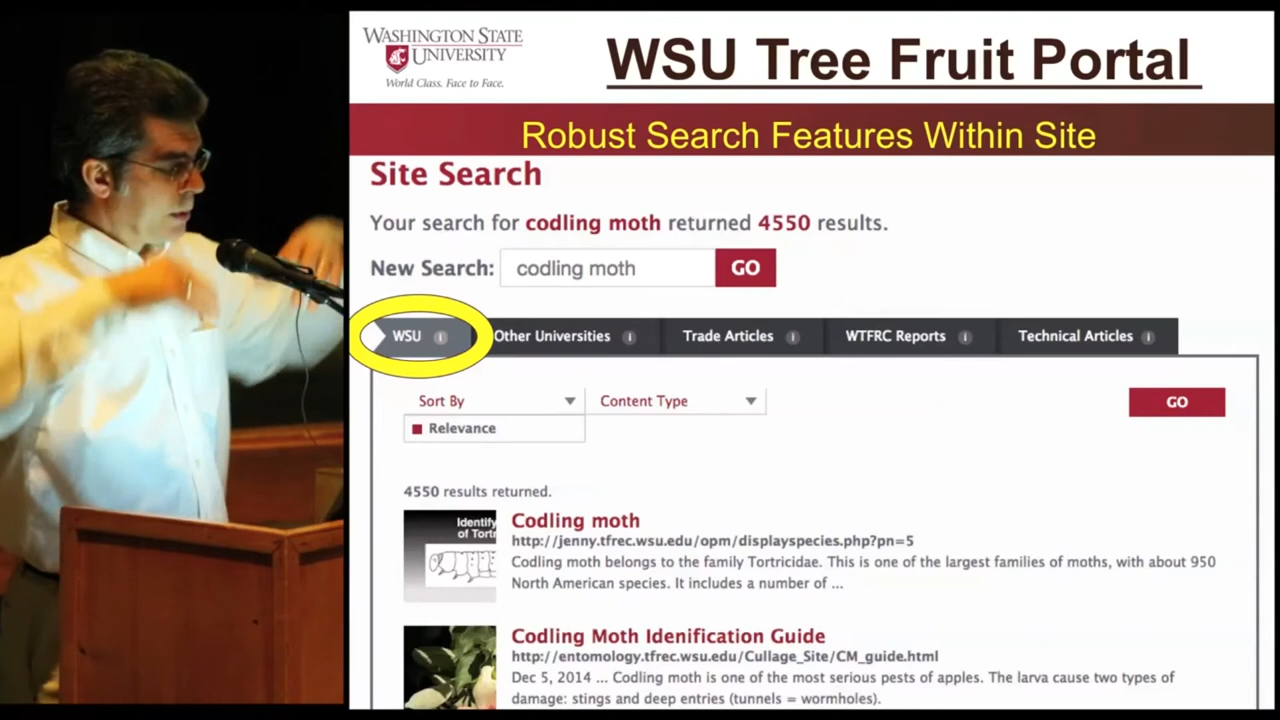 WASHINGTON STATE
UNIVERSITY
World Class. Face to Face.
WSU Tree Fruit Portal
Robust Search Features Within Site
Site Search
Your search for codling moth returned 4550 results.
New Search: codling moth GO
WSU Other Universities Trade Articles WTFRC Reports Technical Articles
Sort By Content Type GO
Relevance
4550 results returned.
Identify
of Tortr
Codling moth
http://jenny.tfrec.wsu.edu/opm/displayspecies.php?pn=5
Codling moth belongs to the family Tortricidae. This is one of the largest families of moths, with about 950
North American species. It includes a number of ...
Codling Moth Idenification Guide
http://entomology.tfrec.wsu.edu/Cullage_Site/CM_guide.html
Dec 5, 2014 ... Codling moth is one of the most serious pests of apples. The larva cause two types of
damage: stings and deep entries (tunnels = wormholes).